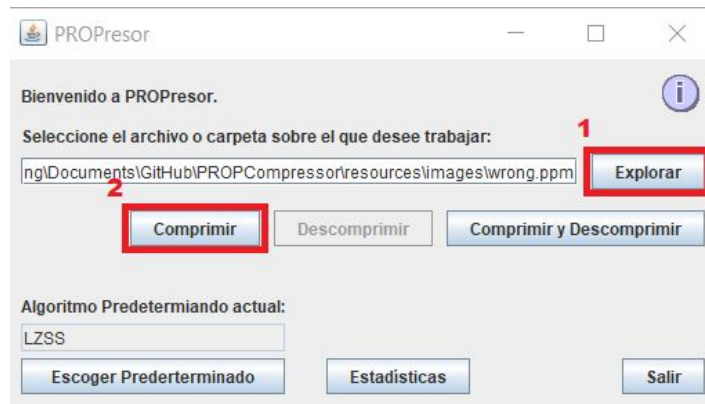 PROPresor
Bienvenido a PROPresor.
i
Seleccione el archivo o carpeta sobre el que desee trabajar:
1
ng\Documents\GitHub\PROPCompressor\resources\images\wrong.ppm Explorar
2
Comprimir Descomprimir Comprimir y Descomprimir
Algoritmo Predetermiando actual:
LZSS
Escoger Prederterminado Estadísticas Salir